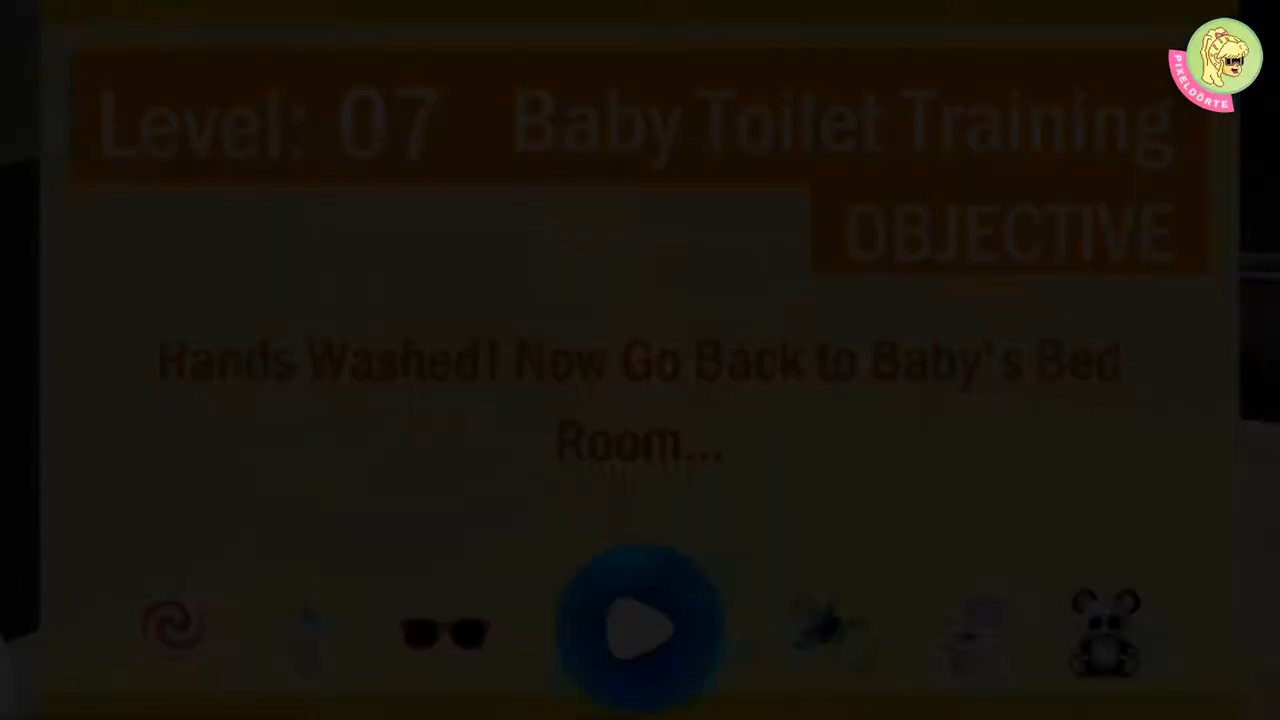 PIXELDÖRTE
Level: 07 Baby Toilet Training
OBJECTIVE
Hands Washed! Now Go Back to Baby's Bed
Room...